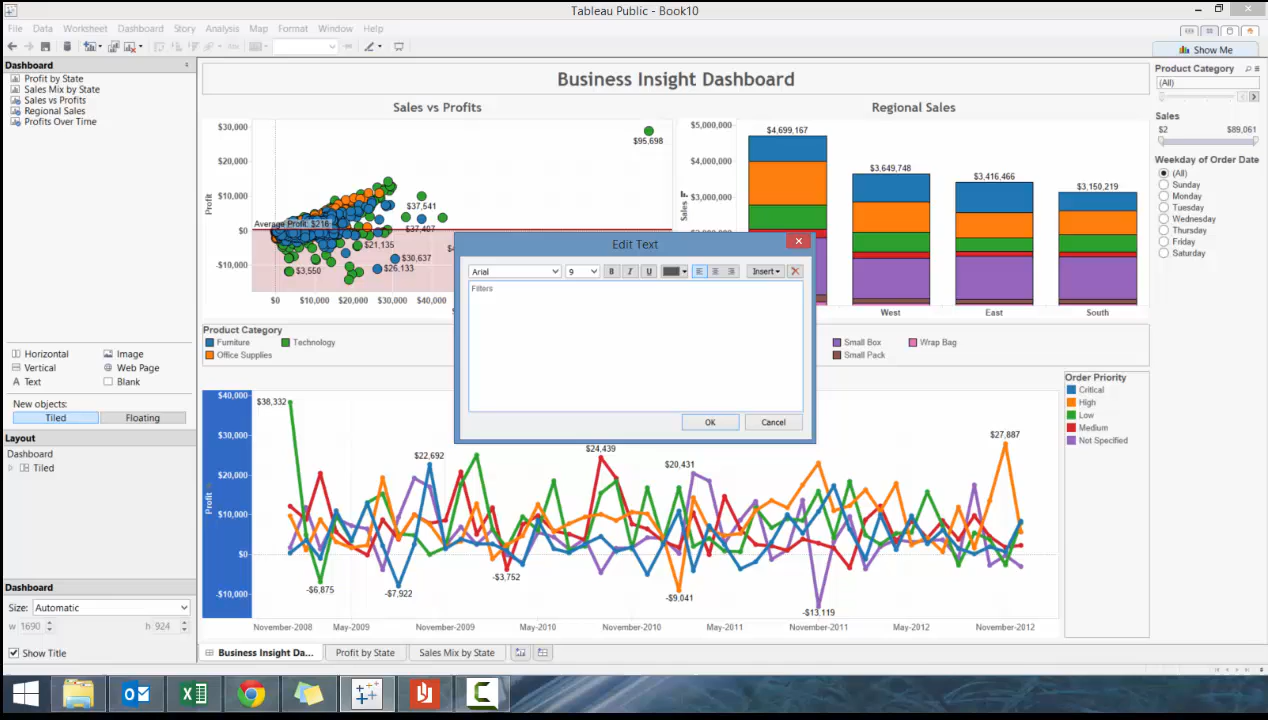 Tableau Public - Book10
File Data Worksheet Dashboard Story Analysis Map Format Window Help
Show Me
Dashboard
Profit by State
Sales Mix by State
Sales vs Profits
Regional Sales
Profits Over Time
Horizontal Image
Vertical Web Page
A Text Blank
New objects:
Tiled Floating
Layout
Dashboard
Tiled
Dashboard
Size: Automatic
w 1690 h 924
Show Title
Business Insight Dashboard
Sales vs Profits
$30,000
$20,000
$10,000
$0
-$10,000
Profit
$95,698
$37,541
$37,407
Average Profit: $216
$21,135
$30,637
$26,133
$3,550
$0 $10,000 $20,000 $30,000 $40,000
Regional Sales
$5,000,000
$4,000,000
$3,000,000
Sales
$4,699,167
$3,649,748
$3,416,466
$3,150,219
West East South
Product Category
Furniture Technology
Office Supplies
Small Box Wrap Bag
Small Pack
Edit Text
Arial 9 B I U Insert
Filters
OK Cancel
$40,000
$30,000
$20,000
$10,000
$0
-$10,000
Profit
$38,332
$22,692
$24,439
$20,431
$27,887
-$6,875
-$7,922
-$3,752
-$9,041
-$13,119
November-2008 May-2009 November-2009 May-2010 November-2010 May-2011 November-2011 May-2012 November-2012
Order Priority
Critical
High
Low
Medium
Not Specified
Product Category
(All)
Sales
$2 $89,061
Weekday of Order Date
(All)
Sunday
Monday
Tuesday
Wednesday
Thursday
Friday
Saturday
Business Insight Da... Profit by State Sales Mix by State